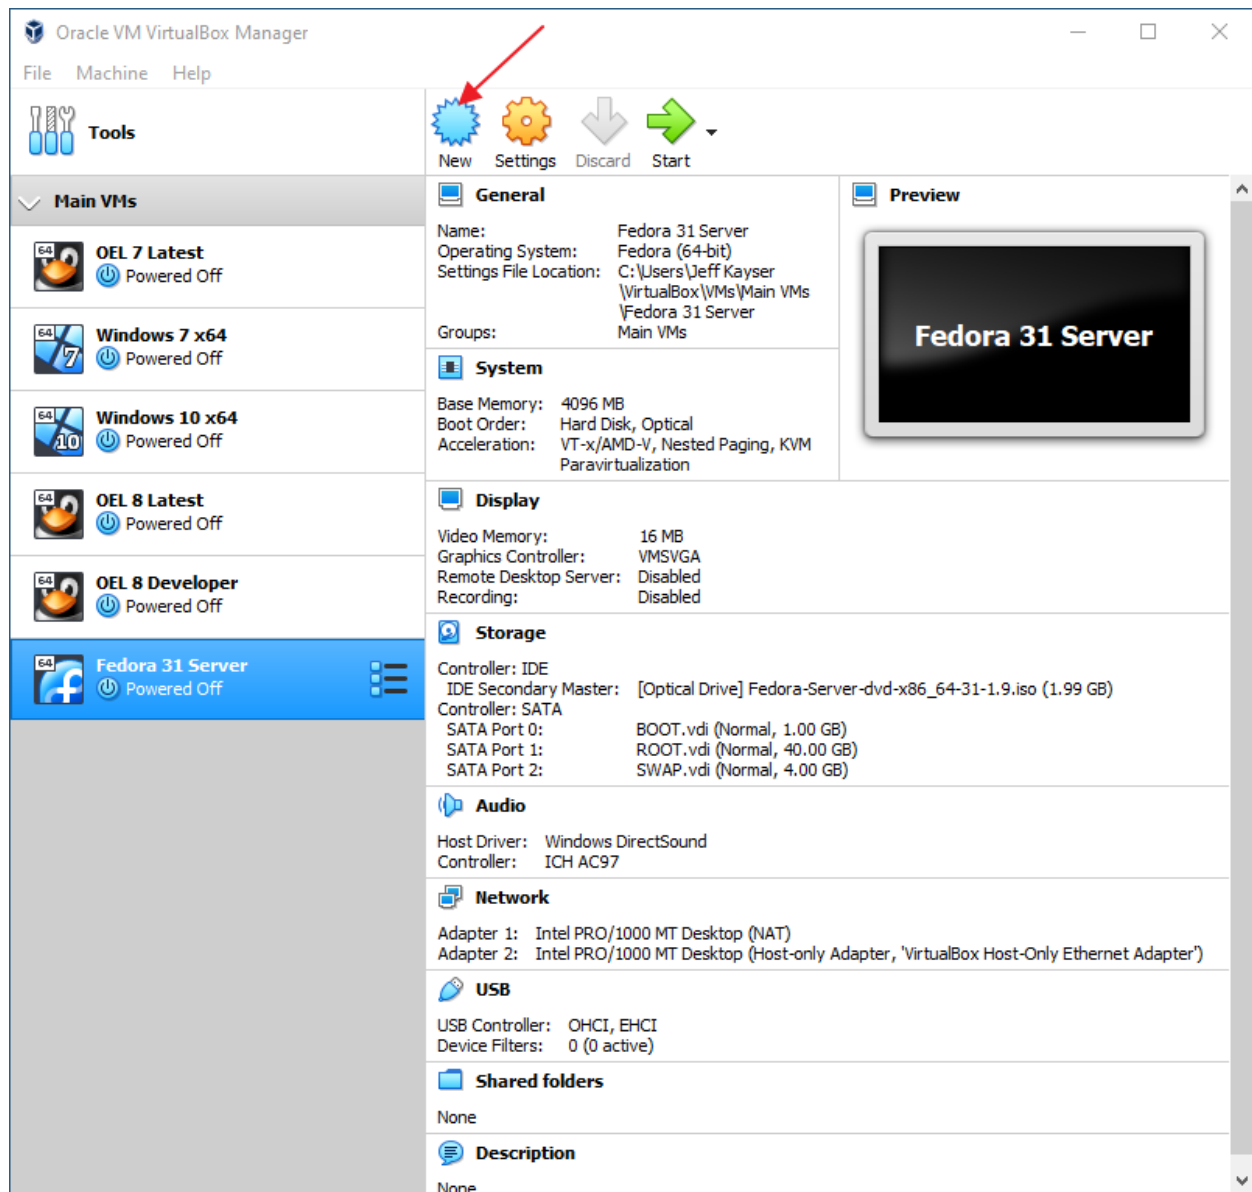 Oracle VM VirtualBox Manager
File Machine Help
Tools
New Settings Discard Start
Main VMs
64
OEL 7 Latest
Powered Off
64
7
Windows 7 x64
Powered Off
64
10
Windows 10 x64
Powered Off
64
OEL 8 Latest
Powered Off
64
OEL 8 Developer
Powered Off
64
Fedora 31 Server
Powered Off
General
Name: Fedora 31 Server
Operating System: Fedora (64-bit)
Settings File Location: C:\Users\Jeff Kayser
\VirtualBox\VMs\Main VMs
\Fedora 31 Server
Groups: Main VMs
Preview
Fedora 31 Server
System
Base Memory: 4096 MB
Boot Order: Hard Disk, Optical
Acceleration: VT-x/AMD-V, Nested Paging, KVM
Paravirtualization
Display
Video Memory: 16 MB
Graphics Controller: VMSVGA
Remote Desktop Server: Disabled
Recording: Disabled
Storage
Controller: IDE
IDE Secondary Master: [Optical Drive] Fedora-Server-dvd-x86_64-31-1.9.iso (1.99 GB)
Controller: SATA
SATA Port 0: BOOT.vdi (Normal, 1.00 GB)
SATA Port 1: ROOT.vdi (Normal, 40.00 GB)
SATA Port 2: SWAP.vdi (Normal, 4.00 GB)
Audio
Host Driver: Windows DirectSound
Controller: ICH AC97
Network
Adapter 1: Intel PRO/1000 MT Desktop (NAT)
Adapter 2: Intel PRO/1000 MT Desktop (Host-only Adapter, 'VirtualBox Host-Only Ethernet Adapter')
USB
USB Controller: OHCI, EHCI
Device Filters: 0 (0 active)
Shared folders
None
Description
None